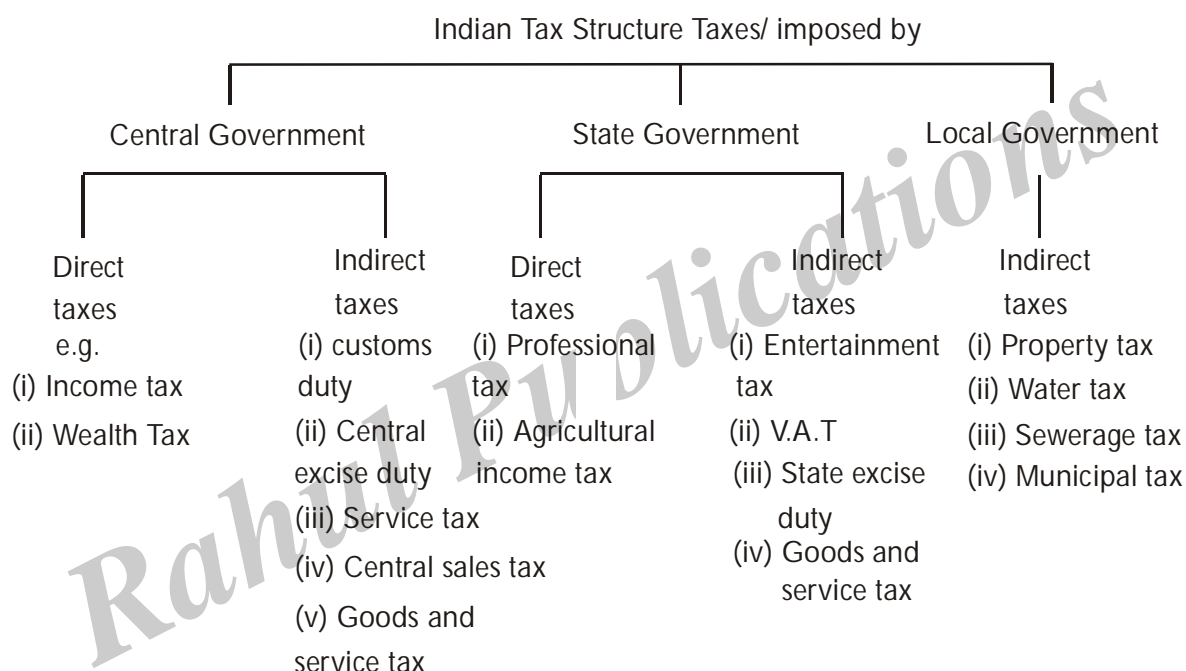 Indian Tax Structure Taxes/ imposed by
Central Government
State Government
Local Government
Direct
taxes
e.g.
(i) Income tax
(ii) Wealth Tax
Indirect
taxes
(i) customs
duty
(ii) Central
excise duty
(iii) Service tax
(iv) Central sales tax
(v) Goods and
service tax
Direct
taxes
(i) Professional
tax
(ii) Agricultural
income tax
Indirect
taxes
(i) Entertainment
tax
(ii) V.A.T
(iii) State excise
duty
(iv) Goods and
service tax
Indirect
taxes
(i) Property tax
(ii) Water tax
(iii) Sewerage tax
(iv) Municipal tax
Rahul Publications